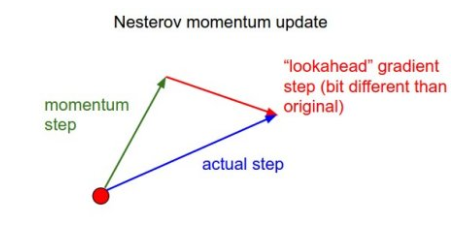 Nesterov momentum update
"lookahead" gradient
step (bit different than
original)
momentum
step
actual step